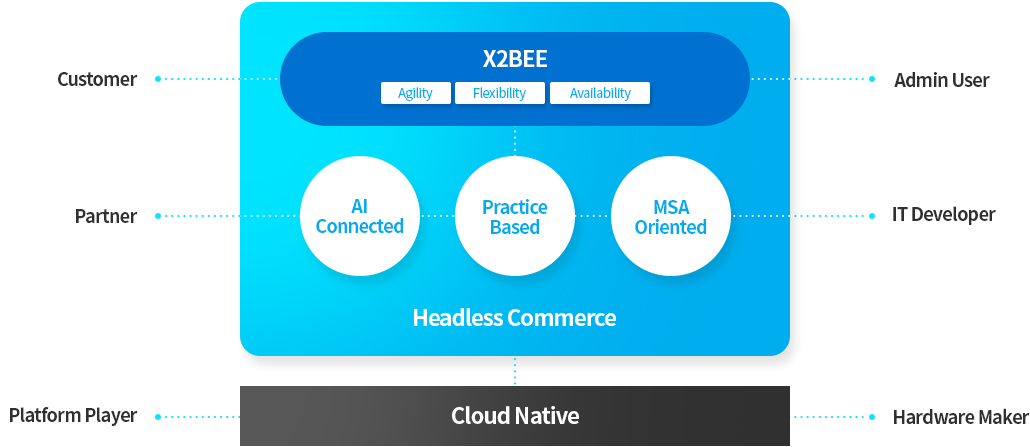 X2BEE
Agility
Flexibility
Availability
Customer
Admin User
AI
Connected
Practice
Based
MSA
Oriented
Partner
IT Developer
Headless Commerce
Platform Player
Cloud Native
Hardware Maker